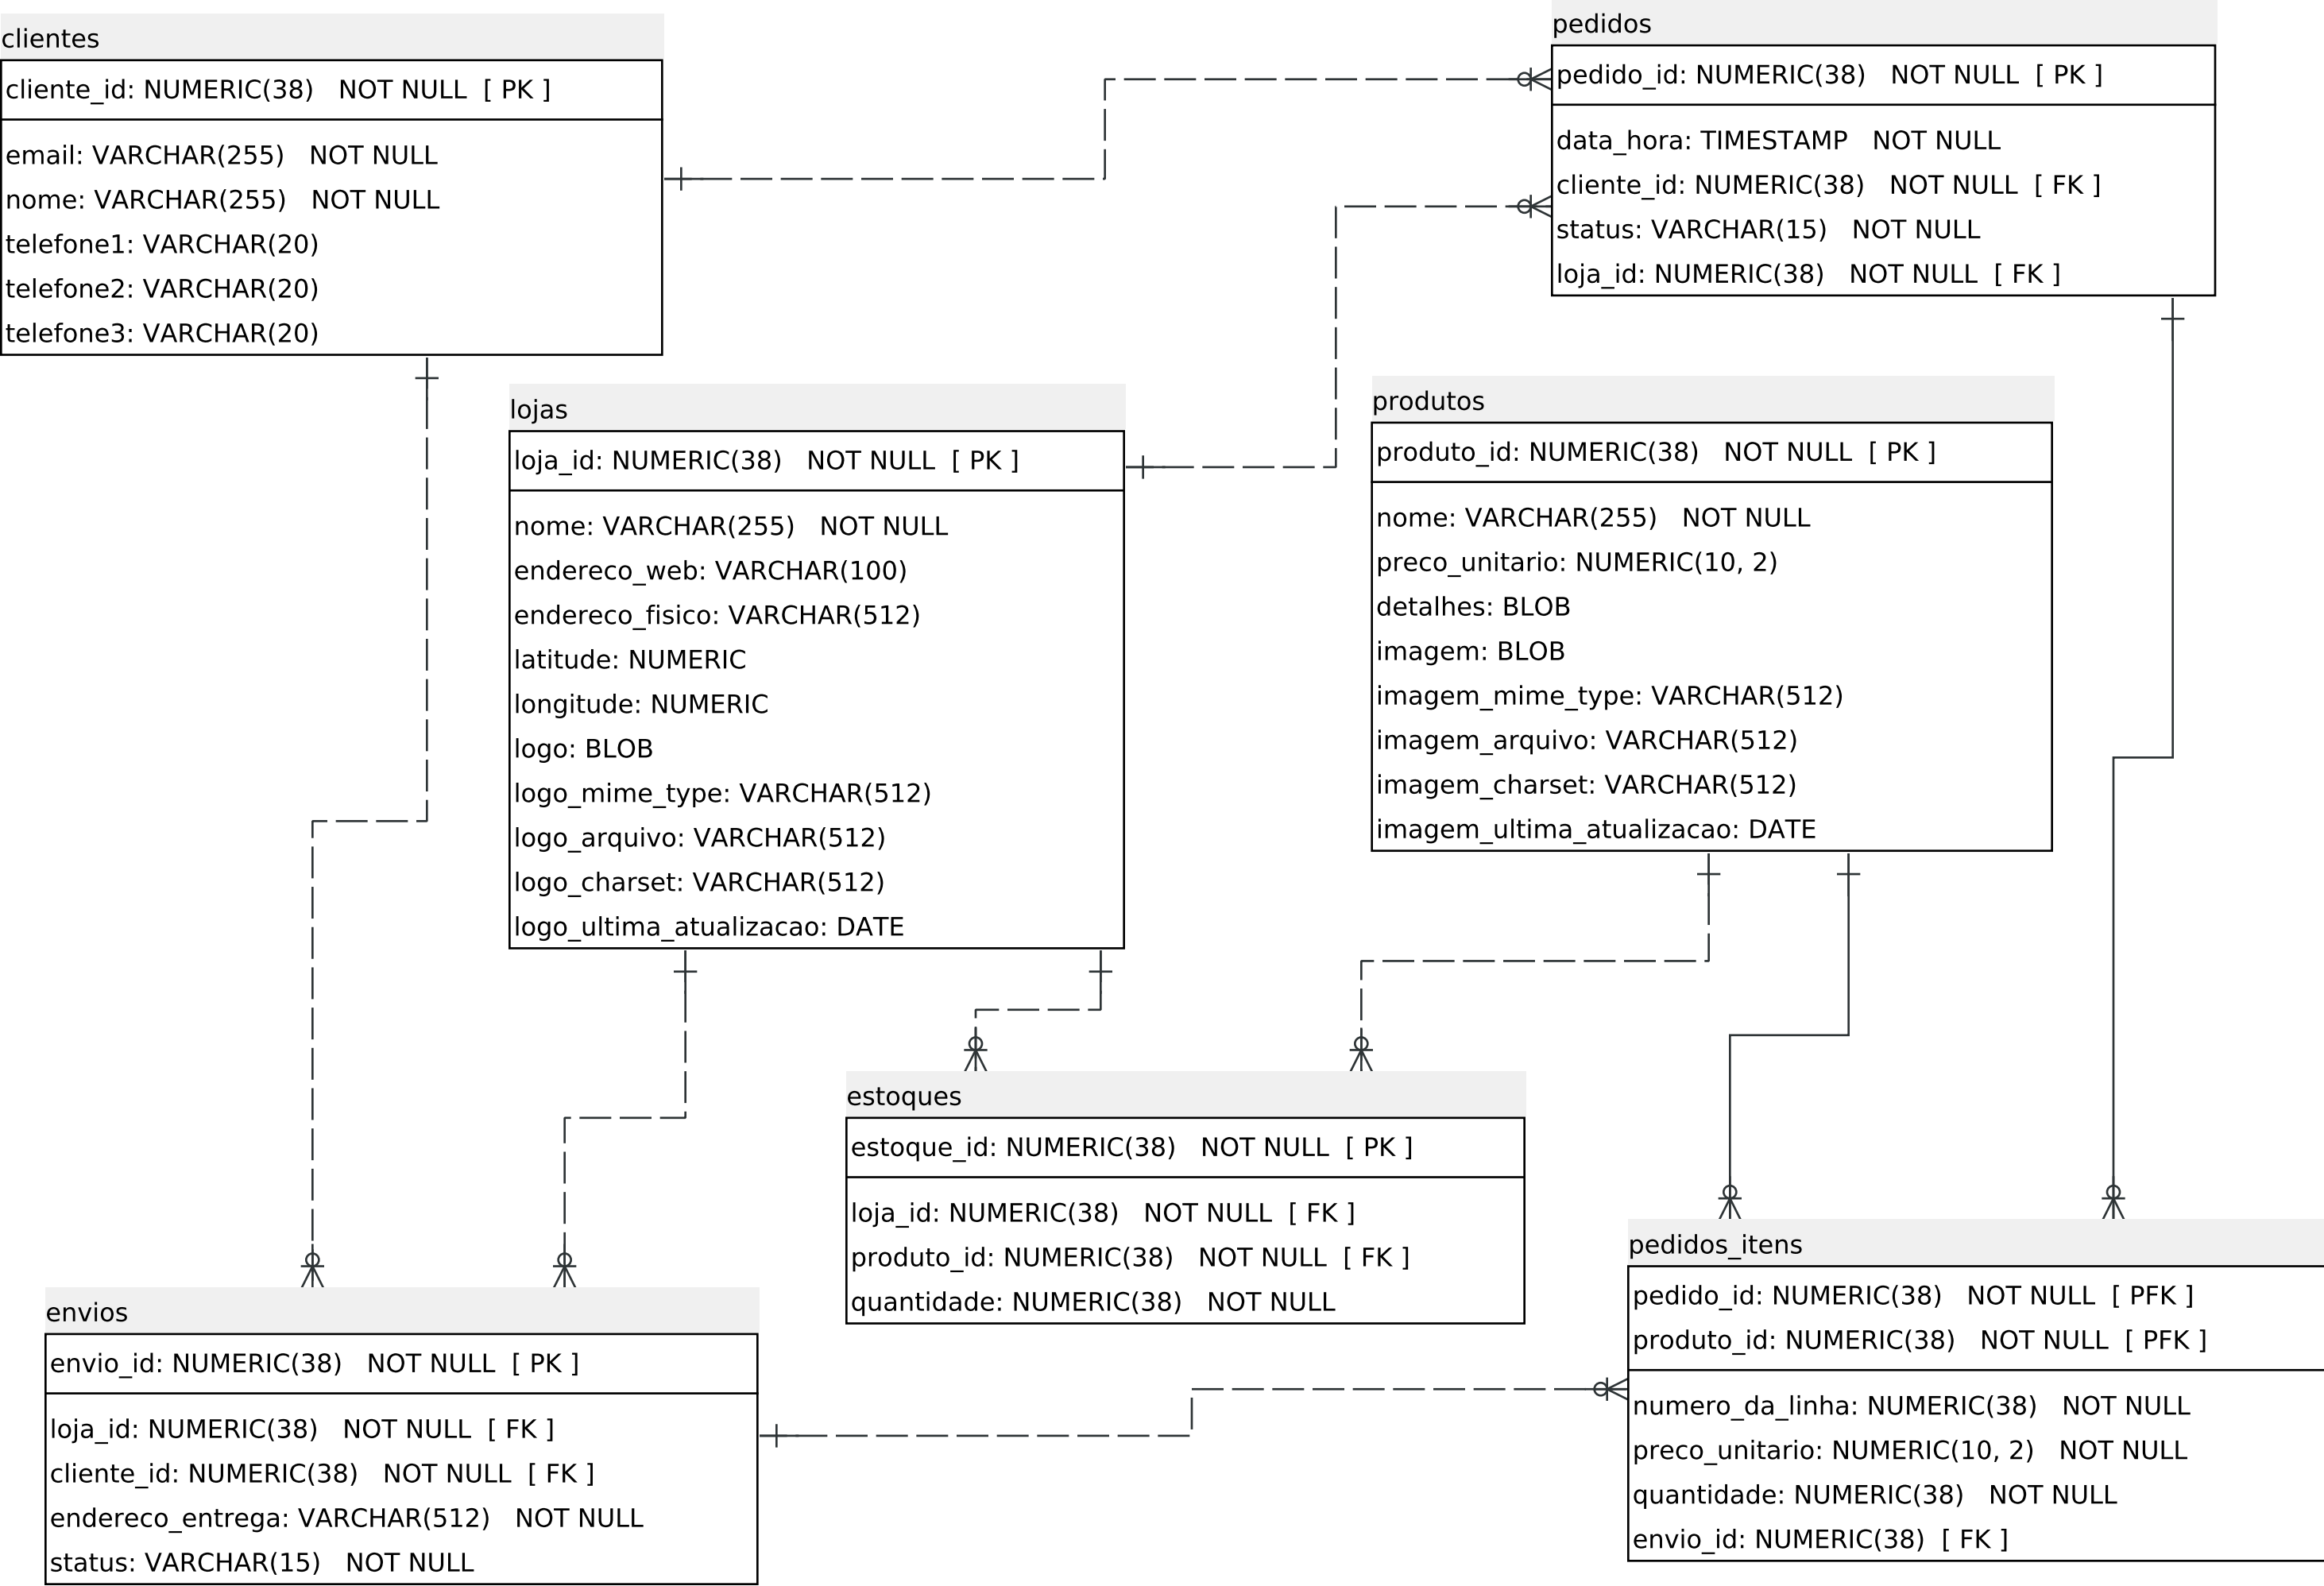 clientes
cliente_id: NUMERIC(38) NOT NULL [ PK ]
email: VARCHAR(255) NOT NULL
nome: VARCHAR(255) NOT NULL
telefone1: VARCHAR(20)
telefone2: VARCHAR(20)
telefone3: VARCHAR(20)
pedidos
pedido_id: NUMERIC(38) NOT NULL [ PK ]
data_hora: TIMESTAMP NOT NULL
cliente_id: NUMERIC(38) NOT NULL [ FK ]
status: VARCHAR(15) NOT NULL
loja_id: NUMERIC(38) NOT NULL [ FK ]
lojas
loja_id: NUMERIC(38) NOT NULL [ PK ]
nome: VARCHAR(255) NOT NULL
endereco_web: VARCHAR(100)
endereco_fisico: VARCHAR(512)
latitude: NUMERIC
longitude: NUMERIC
logo: BLOB
logo_mime_type: VARCHAR(512)
logo_arquivo: VARCHAR(512)
logo_charset: VARCHAR(512)
logo_ultima_atualizacao: DATE
produtos
produto_id: NUMERIC(38) NOT NULL [ PK ]
nome: VARCHAR(255) NOT NULL
preco_unitario: NUMERIC(10, 2)
detalhes: BLOB
imagem: BLOB
imagem_mime_type: VARCHAR(512)
imagem_arquivo: VARCHAR(512)
imagem_charset: VARCHAR(512)
imagem_ultima_atualizacao: DATE
estoques
estoque_id: NUMERIC(38) NOT NULL [ PK ]
loja_id: NUMERIC(38) NOT NULL [ FK ]
produto_id: NUMERIC(38) NOT NULL [ FK ]
quantidade: NUMERIC(38) NOT NULL
envios
envio_id: NUMERIC(38) NOT NULL [ PK ]
loja_id: NUMERIC(38) NOT NULL [ FK ]
cliente_id: NUMERIC(38) NOT NULL [ FK ]
endereco_entrega: VARCHAR(512) NOT NULL
status: VARCHAR(15) NOT NULL
pedidos_itens
pedido_id: NUMERIC(38) NOT NULL [ PFK ]
produto_id: NUMERIC(38) NOT NULL [ PFK ]
numero_da_linha: NUMERIC(38) NOT NULL
preco_unitario: NUMERIC(10, 2) NOT NULL
quantidade: NUMERIC(38) NOT NULL
envio_id: NUMERIC(38) [ FK ]